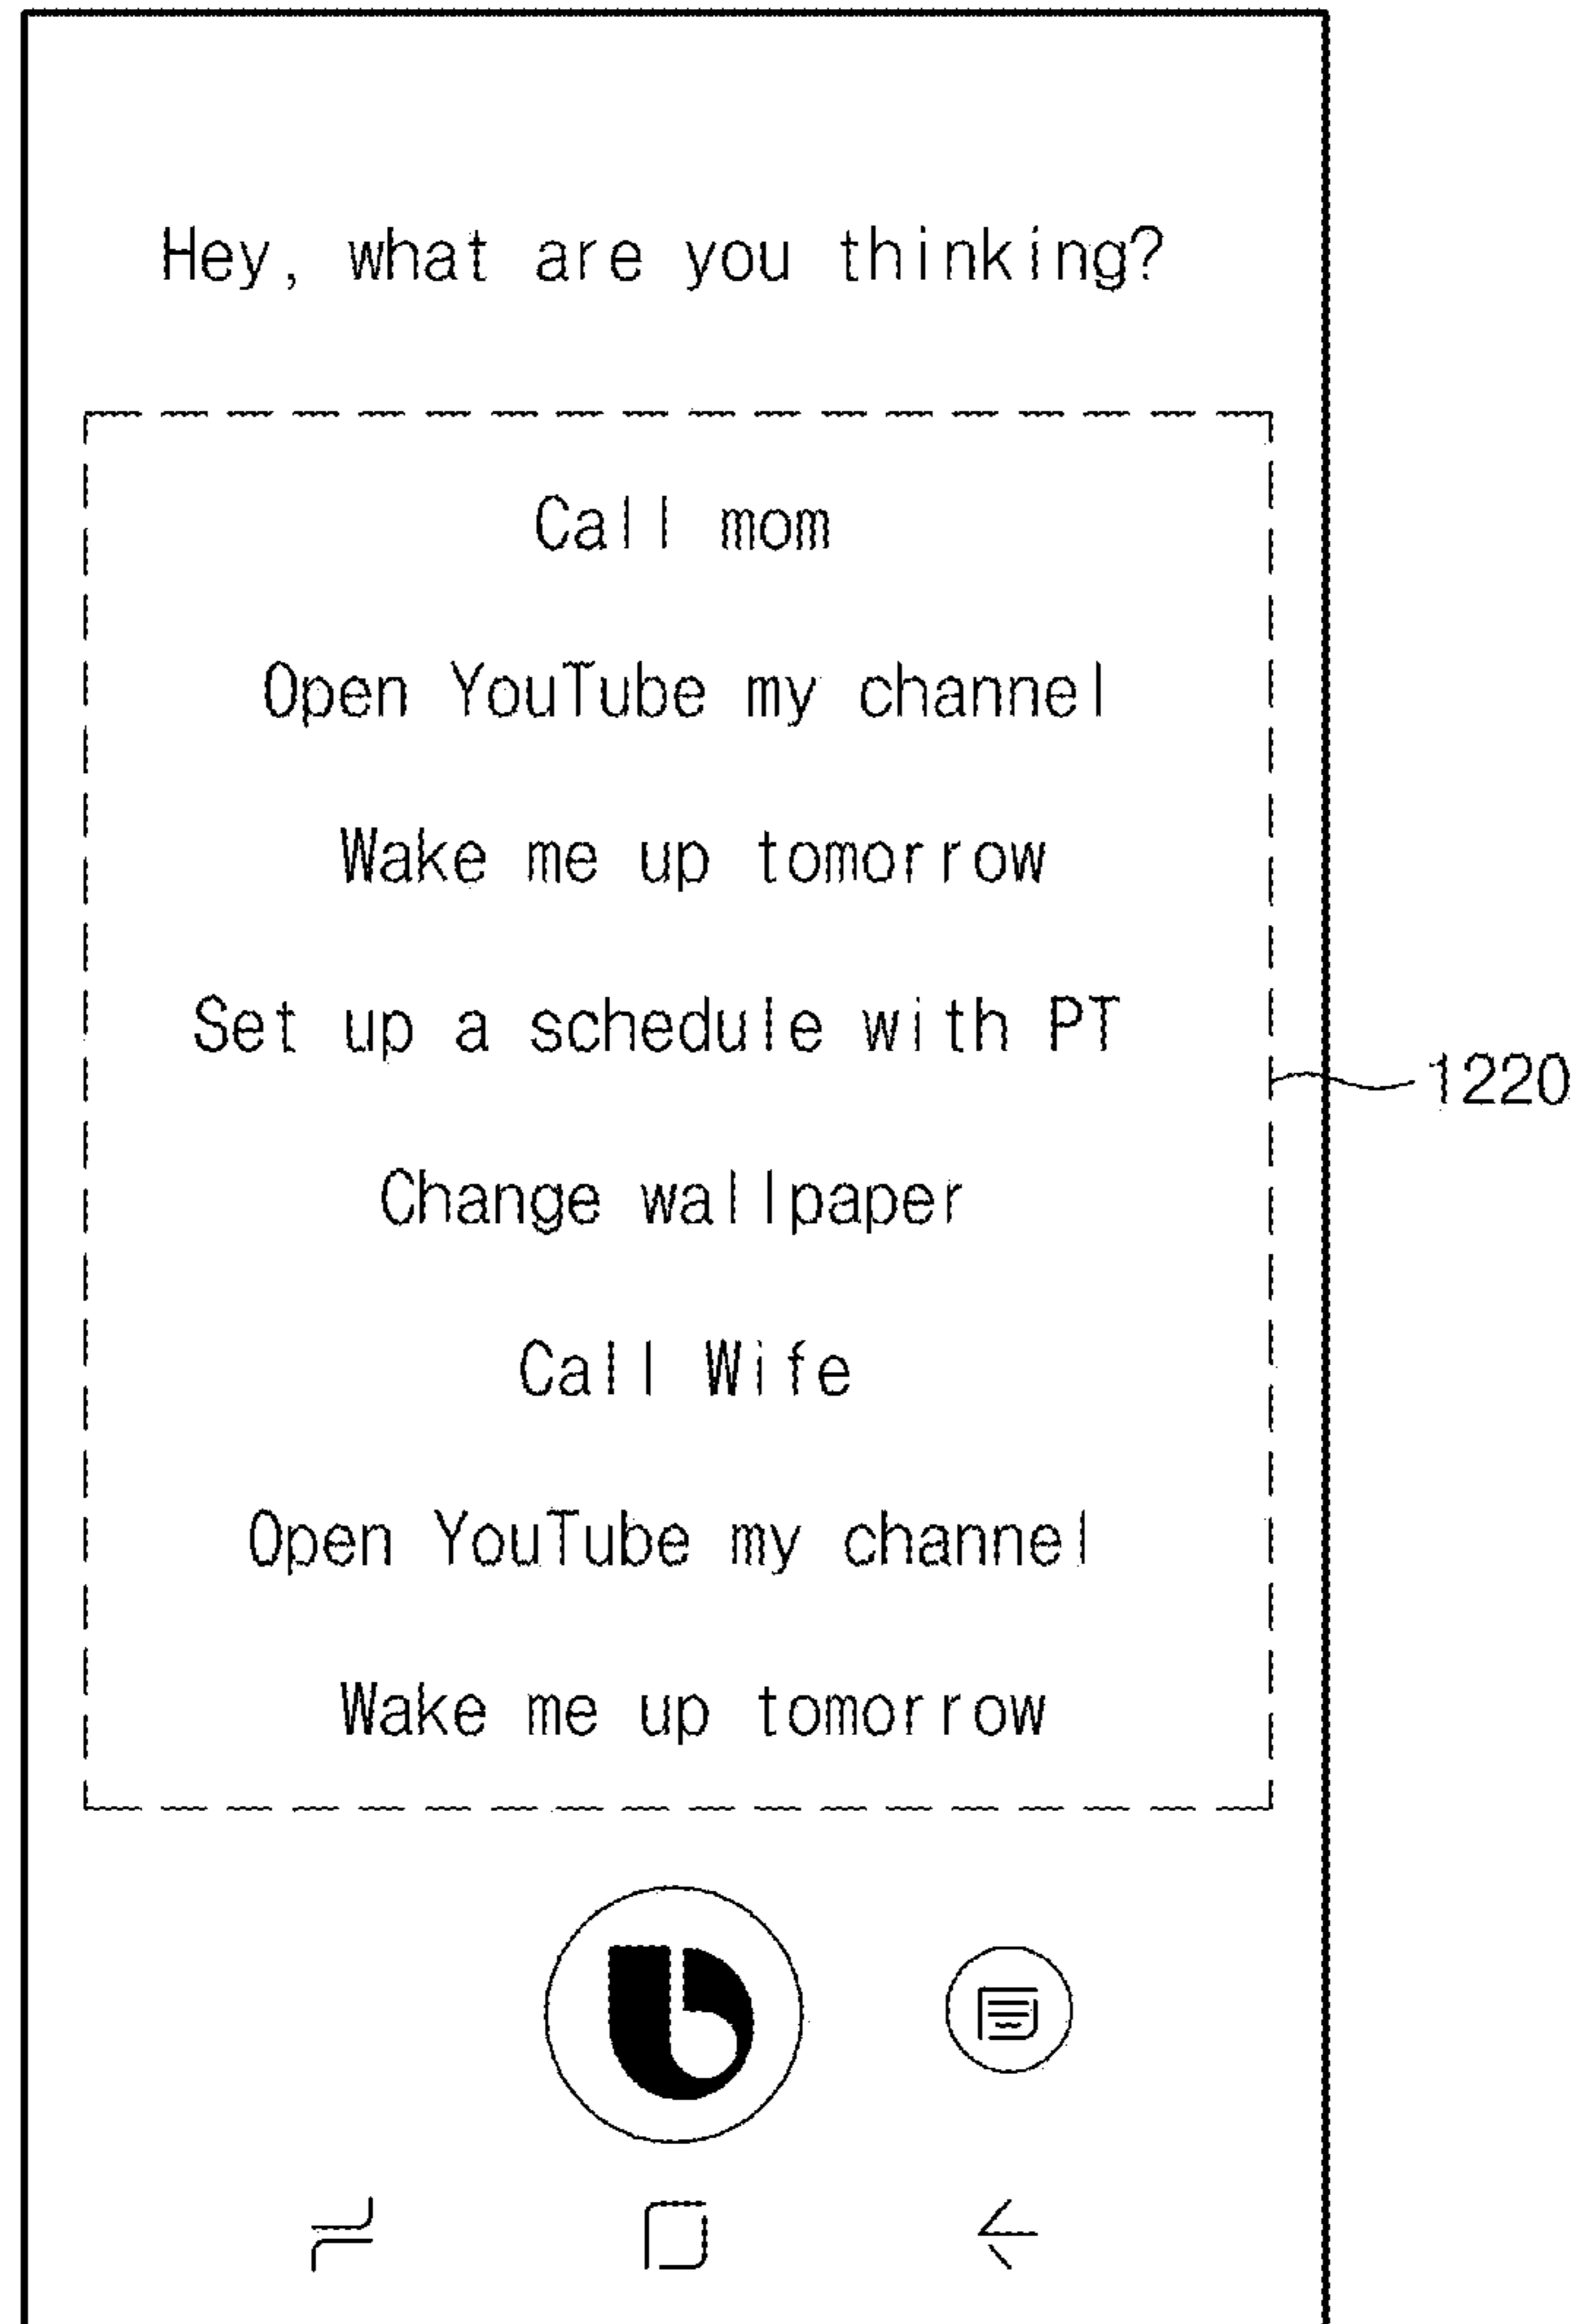 Hey, what are you thinking?
Call mom
Open YouTube my channel
Wake me up tomorrow
Set up a schedule with PT
1220
Change wallpaper
Call Wife
Open YouTube my channel
Wake me up tomorrow